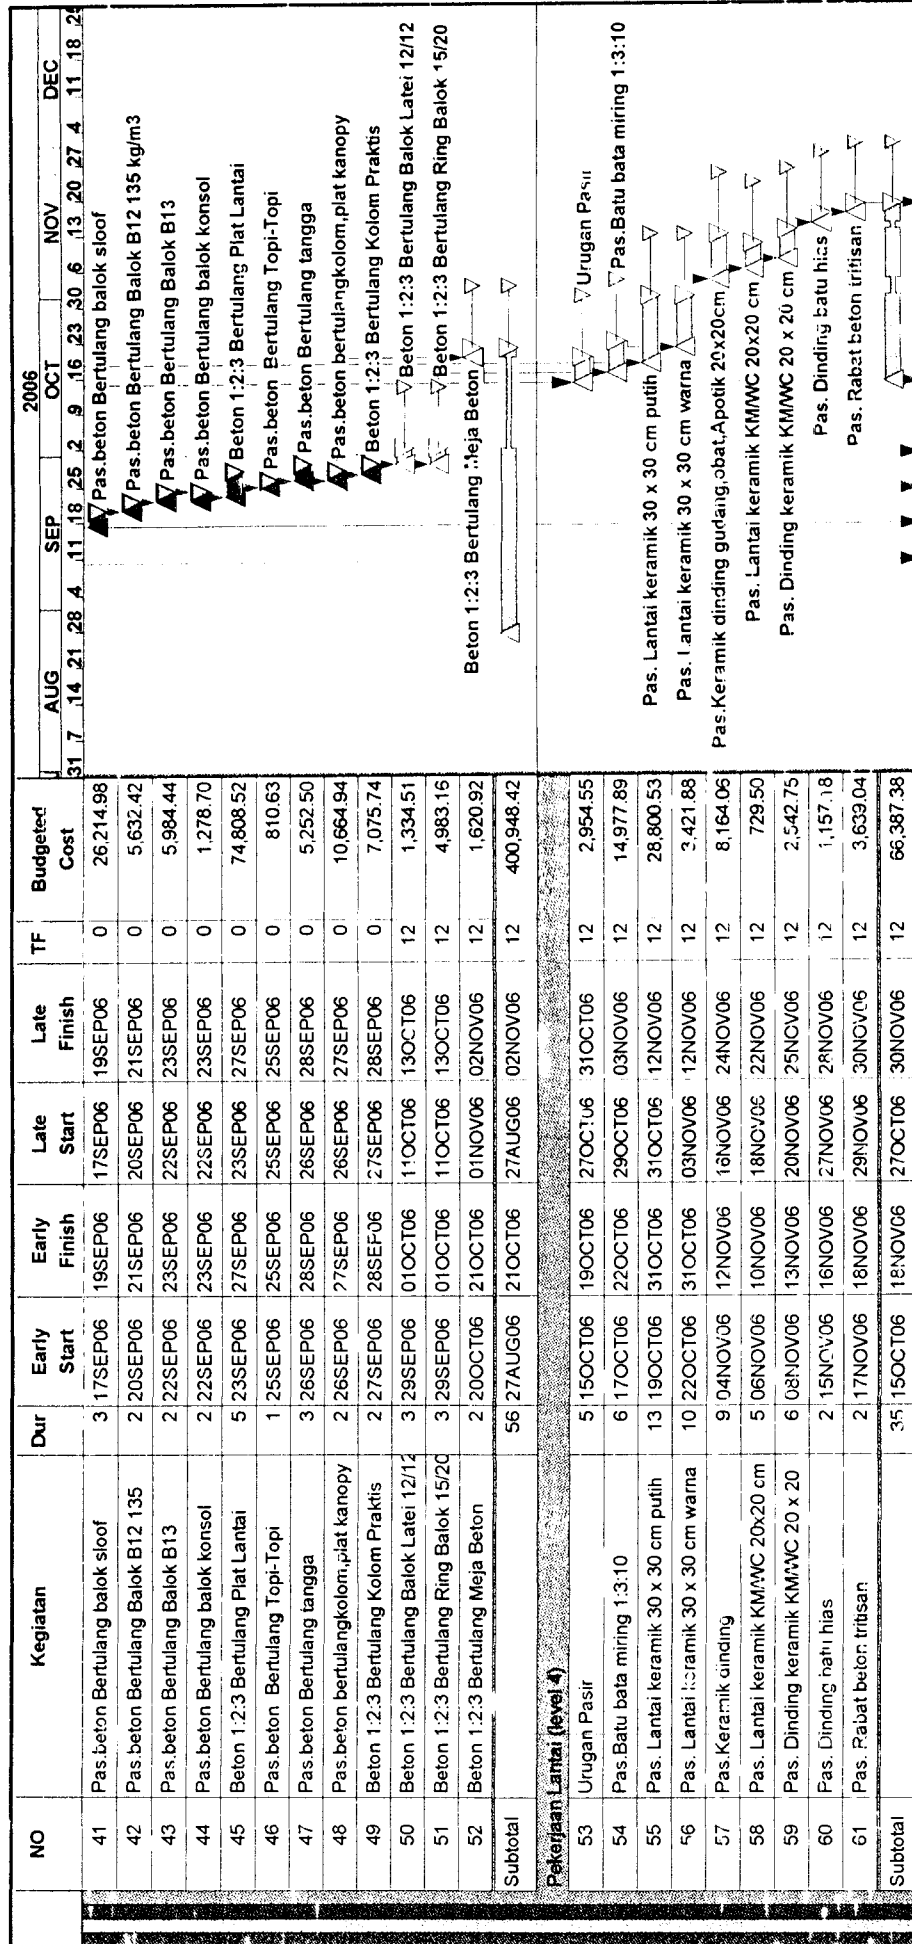 NO Kegiatan Dur Early Start Early Finish Late Start Late Finish TF Budgeted Cost
2006
AUG SEP OCT NOV DEC
31 7 14 21 28 4 11 18 25 2 9 16 23 30 6 13 20 27 4 11 18 25
41 Pas.beton Bertulang balok sloof 3 17SEP06 19SEP06 17SEP06 19SEP06 0 26,214.98 Pas.beton Bertulang balok sloof
42 Pas.beton Bertulang Balok B12 135 2 20SEP06 21SEP06 20SEP06 21SEP06 0 5,632.42 Pas.beton Bertulang Balok B12 135 kg/m3
43 Pas.beton Bertulang Balok B13 2 22SEP06 23SEP06 22SEP06 23SEP06 0 5,984.44 Pas.beton Bertulang Balok B13
44 Pas.beton Bertulang balok konsol 2 22SEP06 23SEP06 22SEP06 23SEP06 0 1,278.70 Pas.beton Bertulang balok konsol
45 Beton 1:2:3 Bertulang Plat Lantai 5 23SEP06 27SEP06 23SEP06 27SEP06 0 74,808.52 Beton 1:2:3 Bertulang Plat Lantai
46 Pas.beton Bertulang Topi-Topi 1 25SEP06 25SEP06 25SEP06 25SEP06 0 810.63 Pas.beton Bertulang Topi-Topi
47 Pas.beton Bertulang tangga 3 26SEP06 28SEP06 26SEP06 28SEP06 0 5,252.50 Pas.beton Bertulang tangga
48 Pas.beton bertulangkolom,plat kanopy 2 26SEP06 27SEP06 26SEP06 27SEP06 0 10,664.94 Pas.beton bertulangkolom,plat kanopy
49 Beton 1:2:3 Bertulang Kolom Praktis 2 27SEP06 28SEP06 27SEP06 28SEP06 0 7,075.74 Beton 1:2:3 Bertulang Kolom Praktis
50 Beton 1:2:3 Bertulang Balok Latei 12/12 3 29SEP06 01OCT06 11OCT06 13OCT06 12 1,334.51 Beton 1:2:3 Bertulang Balok Latei 12/12
51 Beton 1:2:3 Bertulang Ring Balok 15/20 3 29SEP06 01OCT06 11OCT06 13OCT06 12 4,983.16 Beton 1:2:3 Bertulang Ring Balok 15/20
52 Beton 1:2:3 Bertulang Meja Beton 2 20OCT06 21OCT06 01NOV06 02NOV06 12 1,620.92 Beton 1:2:3 Bertulang Meja Beton
Subtotal 56 27AUG06 21OCT06 27AUG06 02NOV06 12 400,948.42
Pekerjaan Lantai (level 4)
53 Urugan Pasir 5 15OCT06 19OCT06 27OCT06 31OCT06 12 2,954.55 Urugan Pasir
54 Pas.Batu bata miring 1:3:10 6 17OCT06 22OCT06 29OCT06 03NOV06 12 14,977.89 Pas.Batu bata miring 1:3:10
55 Pas. Lantai keramik 30 x 30 cm putih 13 19OCT06 31OCT06 31OCT06 12NOV06 12 28,800.53 Pas. Lantai keramik 30 x 30 cm putih
56 Pas. Lantai keramik 30 x 30 cm warna 10 22OCT06 31OCT06 03NOV06 12NOV06 12 3,421.88 Pas. Lantai keramik 30 x 30 cm warna
57 Pas.Keramik dinding 9 04NOV06 12NOV06 16NOV06 24NOV06 12 8,164.06 Pas.Keramik dinding gudang,obat,Apotik 20x20cm
58 Pas. Lantai keramik KM/WC 20x20 cm 5 06NOV06 10NOV06 18NOV06 22NOV06 12 729.50 Pas. Lantai keramik KM/WC 20x20 cm
59 Pas. Dinding keramik KM/WC 20 x 20 6 08NOV06 13NOV06 20NOV06 25NOV06 12 2,542.75 Pas. Dinding keramik KM/WC 20 x 20 cm
60 Pas. Dinding batu hias 2 15NOV06 16NOV06 27NOV06 28NOV06 12 1,157.18 Pas. Dinding batu hias
61 Pas. Rabat beton tritisan 2 17NOV06 18NOV06 29NOV06 30NOV06 12 3,639.04 Pas. Rabat beton tritisan
Subtotal 35 15OCT06 18NOV06 27OCT06 30NOV06 12 66,387.38